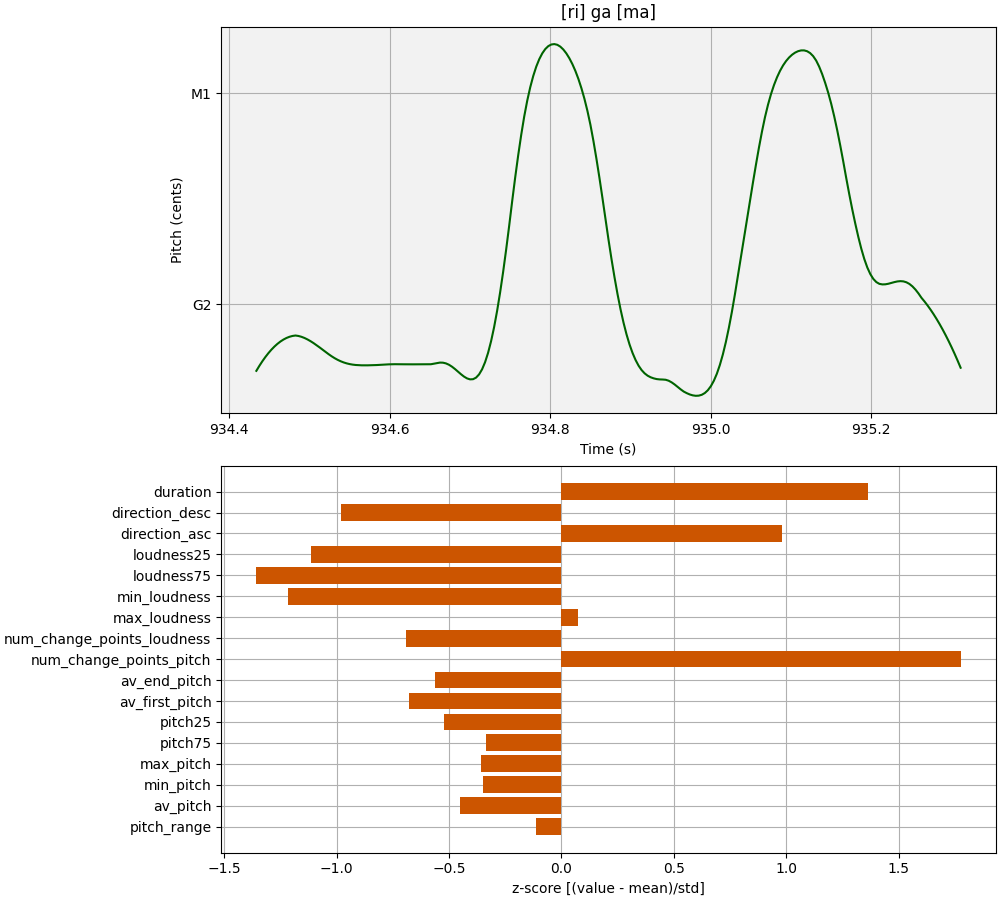 [ri] ga [ma]
M1
G2
Pitch (cents)
934.4 934.6 934.8 935.0 935.2
Time (s)
duration
direction_desc
direction_asc
loudness25
loudness75
min_loudness
max_loudness
num_change_points_loudness
num_change_points_pitch
av_end_pitch
av_first_pitch
pitch25
pitch75
max_pitch
min_pitch
av_pitch
pitch_range
−1.5 −1.0 −0.5 0.0 0.5 1.0 1.5
z-score [(value - mean)/std]